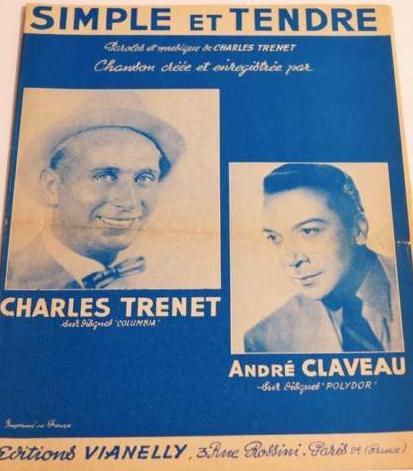 SIMPLE ET TENDRE
Paroles et musique de CHARLES TRENET
Chanson créée et enregistrée par
CHARLES TRENET
sur disques "COLUMBIA"
ANDRÉ CLAVEAU
sur disques "POLYDOR"
Imprimé en France
Editions VIANELLY, 3 Rue Rossini. Paris 9e (France)